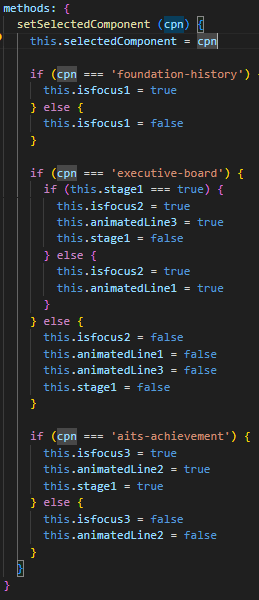 methods: {
  setSelectedComponent (cpn) {
    this.selectedComponent = cpn

    if (cpn === 'foundation-history') {
      this.isfocus1 = true
    } else {
      this.isfocus1 = false
    }

    if (cpn === 'executive-board') {
      if (this.stage1 === true) {
        this.isfocus2 = true
        this.animatedLine3 = true
        this.stage1 = false
      } else {
        this.isfocus2 = true
        this.animatedLine1 = true
      }
    } else {
      this.isfocus2 = false
      this.animatedLine1 = false
      this.animatedLine3 = false
      this.stage1 = false
    }

    if (cpn === 'aits-achievement') {
      this.isfocus3 = true
      this.animatedLine2 = true
      this.stage1 = true
    } else {
      this.isfocus3 = false
      this.animatedLine2 = false
    }
  }
}